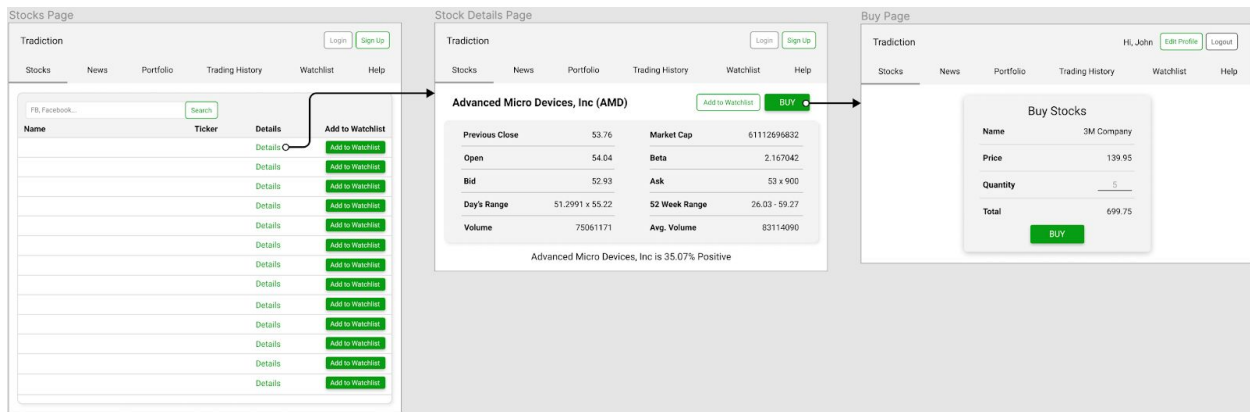 Stocks Page
Tradiction Login Sign Up
Stocks News Portfolio Trading History Watchlist Help
FB, Facebook... Search
Name Ticker Details Add to Watchlist
Details Add to Watchlist
Details Add to Watchlist
Details Add to Watchlist
Details Add to Watchlist
Details Add to Watchlist
Details Add to Watchlist
Details Add to Watchlist
Details Add to Watchlist
Details Add to Watchlist
Details Add to Watchlist
Details Add to Watchlist
Details Add to Watchlist
Details Add to Watchlist
Stock Details Page
Tradiction Login Sign Up
Stocks News Portfolio Trading History Watchlist Help
Advanced Micro Devices, Inc (AMD) Add to Watchlist BUY
Previous Close 53.76 Market Cap 61112696832
Open 54.04 Beta 2.167042
Bid 52.93 Ask 53 x 900
Day's Range 51.2991 x 55.22 52 Week Range 26.03 - 59.27
Volume 75061171 Avg. Volume 83114090
Advanced Micro Devices, Inc is 35.07% Positive
Buy Page
Tradiction Hi, John Edit Profile Logout
Stocks News Portfolio Trading History Watchlist Help
Buy Stocks
Name 3M Company
Price 139.95
Quantity 5
Total 699.75
BUY